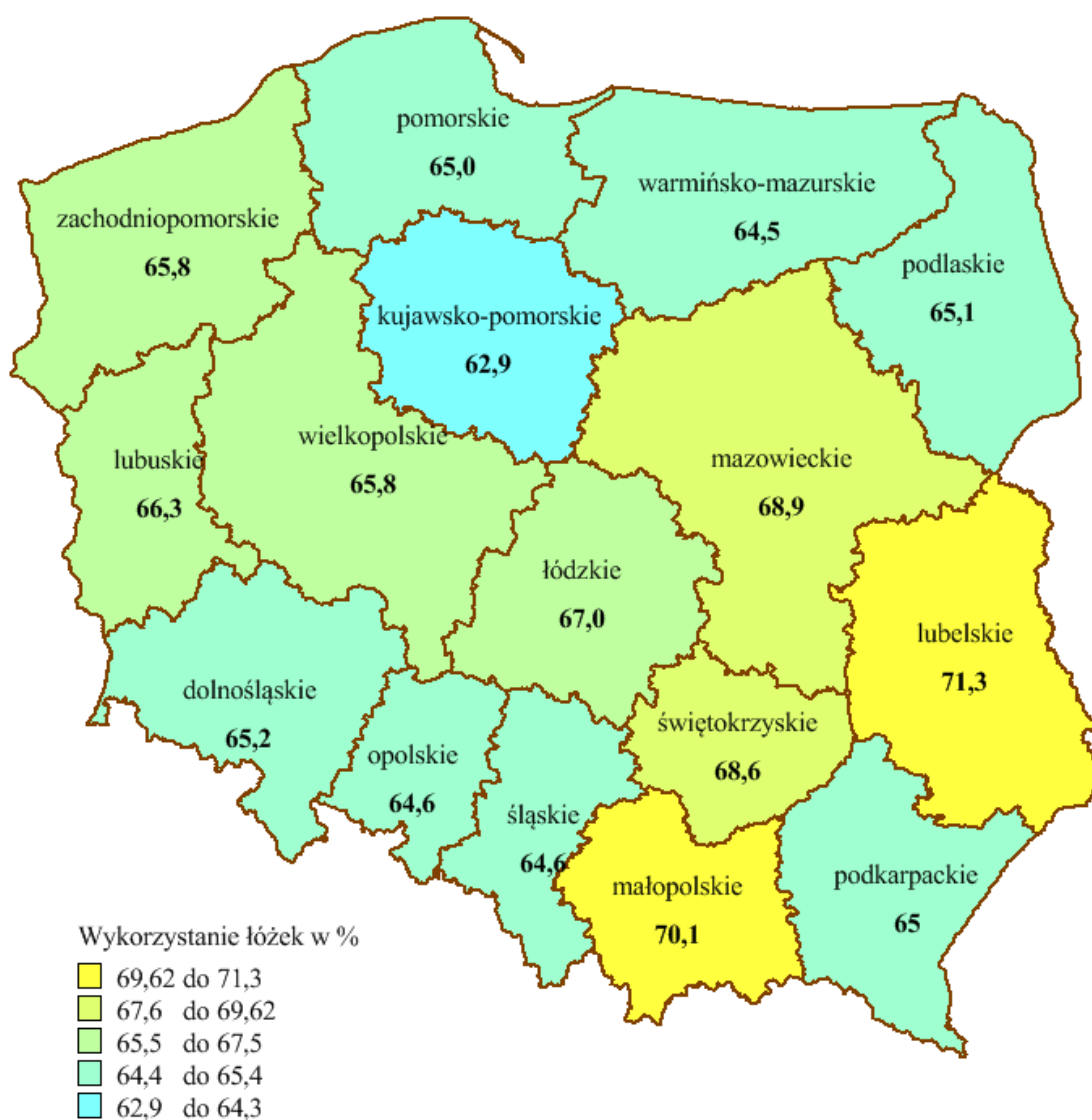 pomorskie
65,0
warmińsko-mazurskie
64,5
zachodniopomorskie
65,8
podlaskie
65,1
kujawsko-pomorskie
62,9
wielkopolskie
65,8
lubuskie
66,3
mazowieckie
68,9
łódzkie
67,0
lubelskie
71,3
dolnośląskie
65,2
opolskie
64,6
świętokrzyskie
68,6
śląskie
64,6
małopolskie
70,1
podkarpackie
65
Wykorzystanie łóżek w %
69,62 do 71,3
67,6 do 69,62
65,5 do 67,5
64,4 do 65,4
62,9 do 64,3